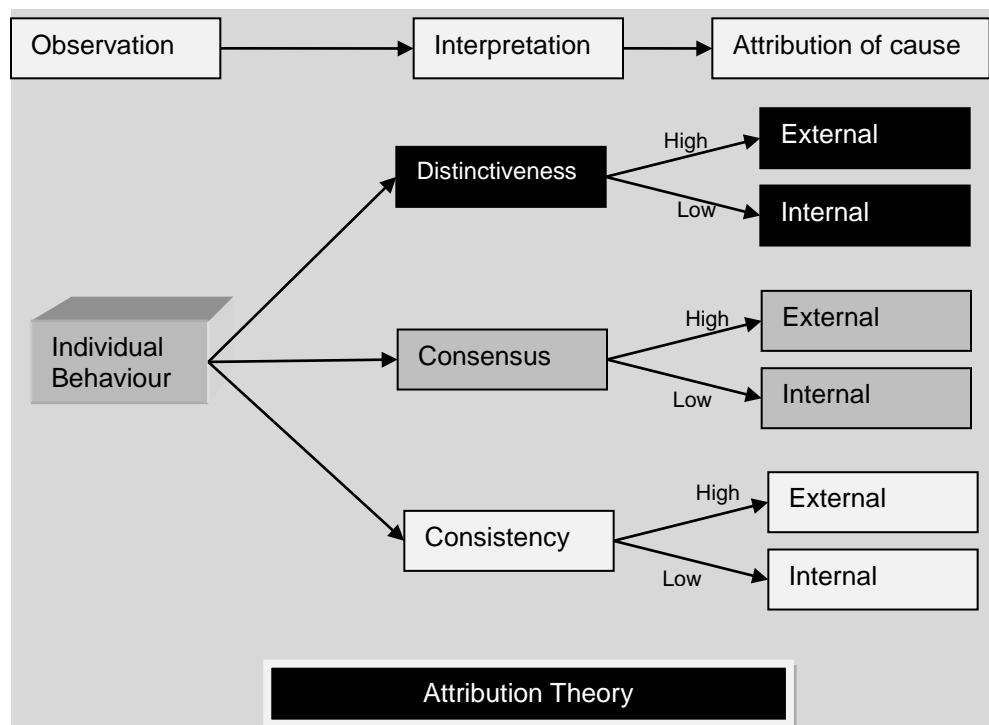 Observation
Interpretation
Attribution of cause
High
External
Distinctiveness
Low
Internal
Individual
Behaviour
High
External
Consensus
Low
Internal
High
External
Consistency
Low
Internal
Attribution Theory